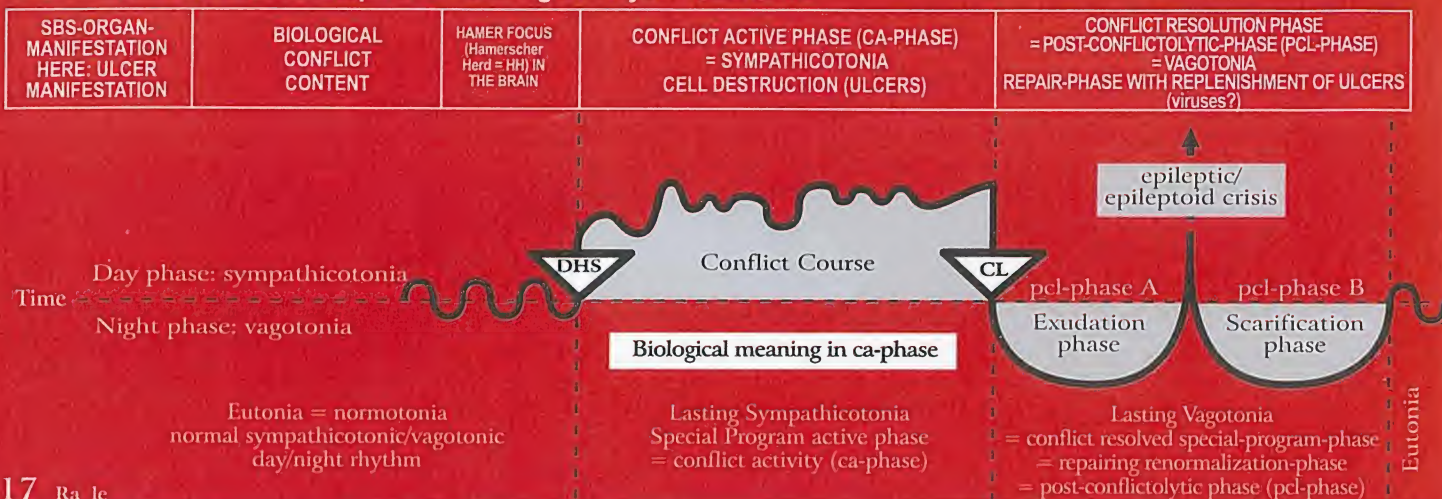 SBS-ORGAN-
MANIFESTATION
HERE: ULCER
MANIFESTATION
BIOLOGICAL
CONFLICT
CONTENT
HAMER FOCUS
(Hamerscher
Herd = HH) IN
THE BRAIN
CONFLICT ACTIVE PHASE (CA-PHASE)
= SYMPATHICOTONIA
CELL DESTRUCTION (ULCERS)
CONFLICT RESOLUTION PHASE
= POST-CONFLICTOLYTIC-PHASE (PCL-PHASE)
= VAGOTONIA
REPAIR-PHASE WITH REPLENISHMENT OF ULCERS
(viruses?)
epileptic/
epileptoid crisis
DHS
Conflict Course
CL
Day phase: sympathicotonia
Time
Night phase: vagotonia
pcl-phase A
pcl-phase B
Exudation
phase
Scarification
phase
Biological meaning in ca-phase
Eutonia = normotonia
normal sympathicotonic/vagotonic
day/night rhythm
Lasting Sympathicotonia
Special Program active phase
= conflict activity (ca-phase)
Lasting Vagotonia
= conflict resolved special-program-phase
= repairing renormalization-phase
= post-conflictolytic phase (pcl-phase)
Eutonia
17 Ra le